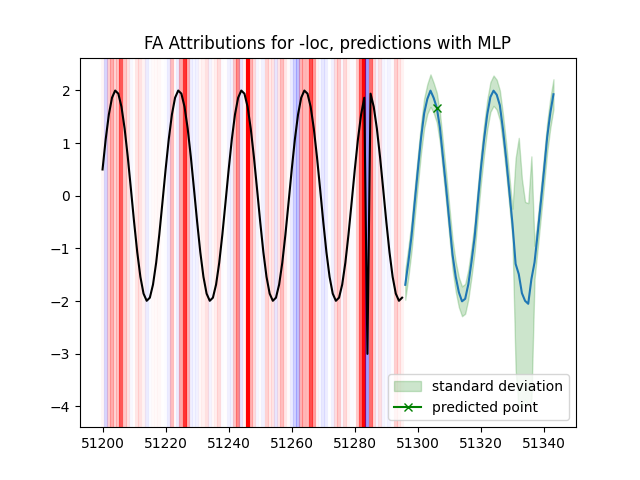 FA Attributions for -loc, predictions with MLP
2
1
0
−1
−2
−3
−4
standard deviation
predicted point
51200 51220 51240 51260 51280 51300 51320 51340